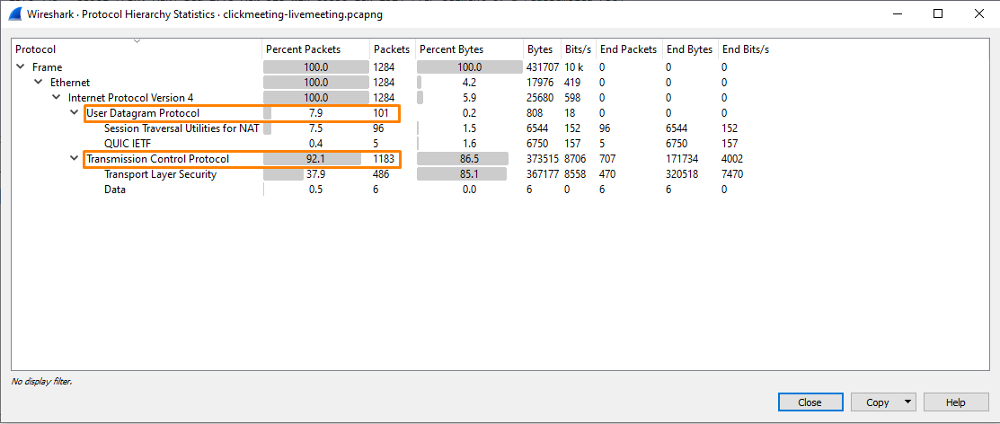 Wireshark · Protocol Hierarchy Statistics · clickmeeting-livemeeting.pcapng
Protocol Percent Packets Packets Percent Bytes Bytes Bits/s End Packets End Bytes End Bits/s
Frame 100.0 1284 100.0 431707 10 k 0 0 0
Ethernet 100.0 1284 4.2 17976 419 0 0 0
Internet Protocol Version 4 100.0 1284 5.9 25680 598 0 0 0
User Datagram Protocol 7.9 101 0.2 808 18 0 0 0
Session Traversal Utilities for NAT 7.5 96 1.5 6544 152 96 6544 152
QUIC IETF 0.4 5 1.6 6750 157 5 6750 157
Transmission Control Protocol 92.1 1183 86.5 373515 8706 707 171734 4002
Transport Layer Security 37.9 486 85.1 367177 8558 470 320518 7470
Data 0.5 6 0.0 6 0 6 6 0
No display filter.
Close Copy Help